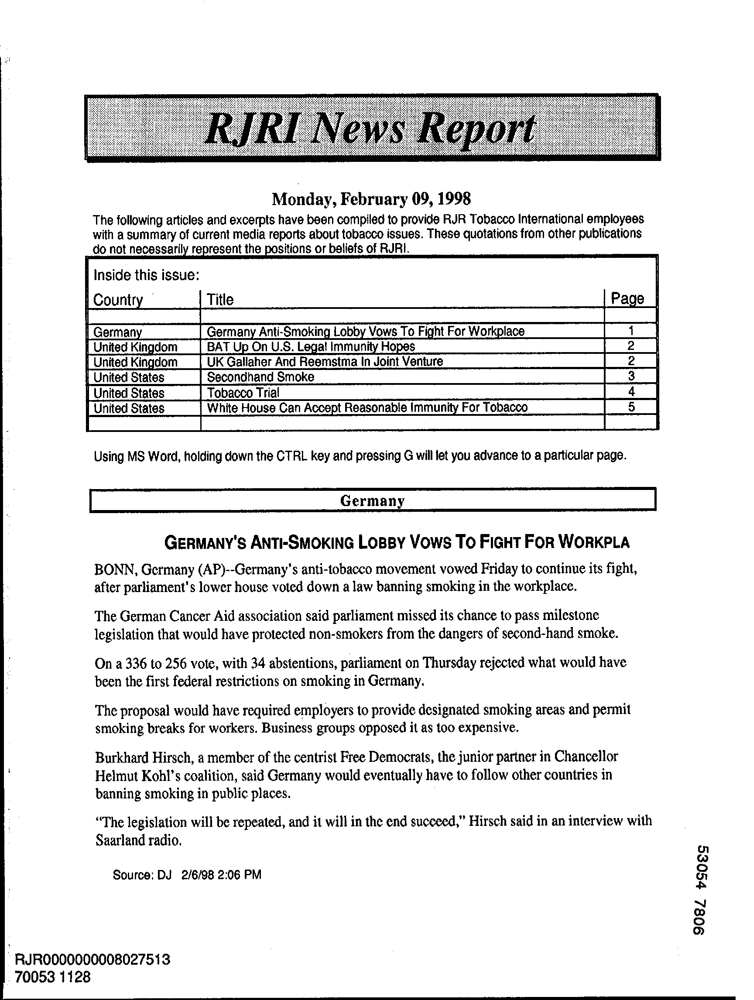 RJRI News Report
Monday, February 09, 1998
The following articles and excerpts have been compiled to provide RJR Tobacco International employees
with a summary of current media reports about tobacco issues. These quotations from other publications
do not necessarily represent the positions or beliefs of RJRI.
Inside this issue:
Country Title Page
Germany Germany Anti-Smoking Lobby Vows To Fight For Workplace 1
United Kingdom BAT Up On U.S. Legal Immunity Hopes 2
United Kingdom UK Gallaher And Reemstma In Joint Venture 2
United States Secondhand Smoke 3
United States Tobacco Trial 4
United States White House Can Accept Reasonable Immunity For Tobacco 5
Using MS Word, holding down the CTRL key and pressing G will let you advance to a particular page.
Germany
GERMANY'S ANTI-SMOKING LOBBY VOWS TO FIGHT FOR WORKPLA
BONN, Germany (AP)--Germany's anti-tobacco movement vowed Friday to continue its fight,
after parliament's lower house voted down a law banning smoking in the workplace.
The German Cancer Aid association said parliament missed its chance to pass milestone
legislation that would have protected non-smokers from the dangers of second-hand smoke.
On a 336 to 256 vote, with 34 abstentions, parliament on Thursday rejected what would have
been the first federal restrictions on smoking in Germany.
The proposal would have required employers to provide designated smoking areas and permit
smoking breaks for workers. Business groups opposed it as too expensive.
Burkhard Hirsch, a member of the centrist Free Democrats, the junior partner in Chancellor
Helmut Kohl's coalition, said Germany would eventually have to follow other countries in
banning smoking in public places.
"The legislation will be repeated, and it will in the end succeed," Hirsch said in an interview with
Saarland radio.
Source: DJ 2/6/98 2:06 PM
53054 7806
RJR0000000008027513
70053 1128